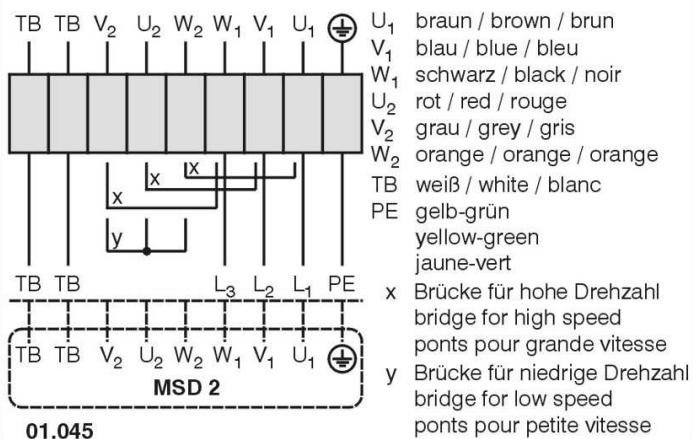 TB TB V2 U2 W2 W1 V1 U1
x
x
x
y
TB TB L3 L2 L1 PE
TB TB V2 U2 W2 W1 V1 U1
MSD 2
01.045
U1 braun / brown / brun
V1 blau / blue / bleu
W1 schwarz / black / noir
U2 rot / red / rouge
V2 grau / grey / gris
W2 orange / orange / orange
TB weiß / white / blanc
PE gelb-grün
yellow-green
jaune-vert
x Brücke für hohe Drehzahl
bridge for high speed
ponts pour grande vitesse
y Brücke für niedrige Drehzahl
bridge for low speed
ponts pour petite vitesse